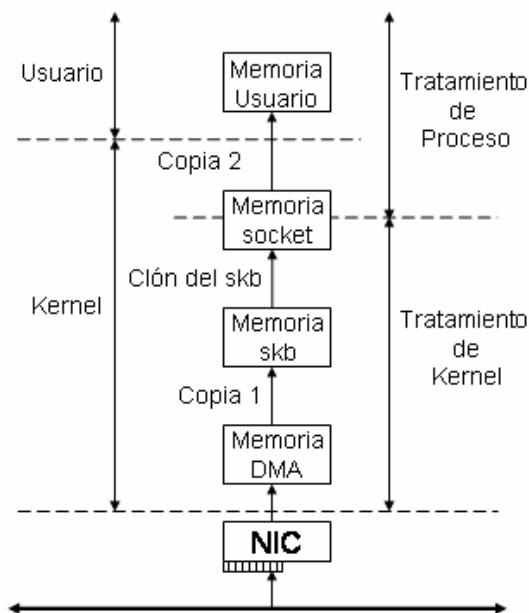 Usuario
Memoria
Usuario
Tratamiento
de
Proceso
Copia 2
Memoria
socket
Clón del skb
Kernel
Memoria
skb
Tratamiento
de
Kernel
Copia 1
Memoria
DMA
NIC